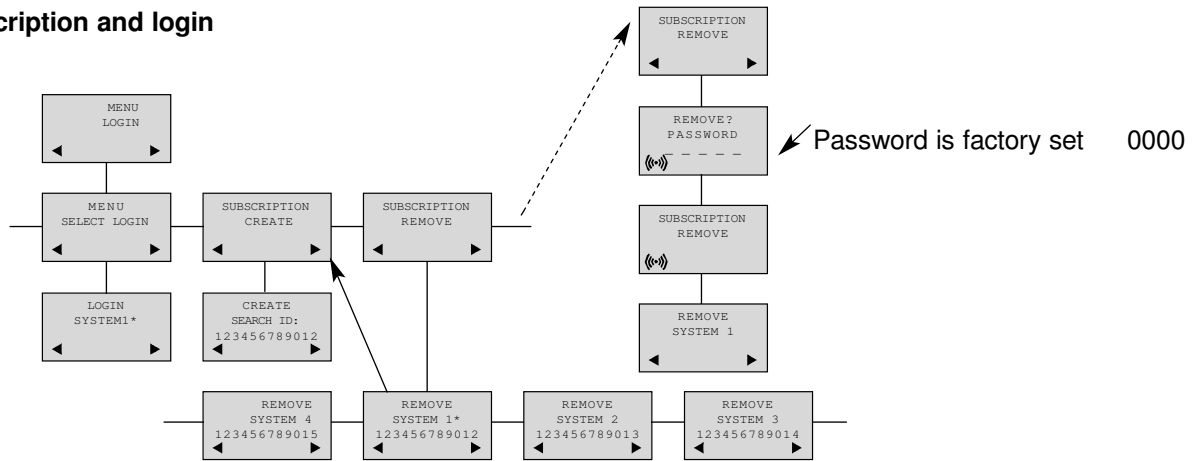 cription and login
SUBSCRIPTION
REMOVE
MENU
LOGIN
REMOVE?
PASSWORD
_ _ _ _ _
Password is factory set 0000
MENU
SELECT LOGIN
SUBSCRIPTION
CREATE
SUBSCRIPTION
REMOVE
SUBSCRIPTION
REMOVE
LOGIN
SYSTEM1*
CREATE
SEARCH ID:
123456789012
REMOVE
SYSTEM 1
REMOVE
SYSTEM 4
123456789015
REMOVE
SYSTEM 1*
123456789012
REMOVE
SYSTEM 2
123456789013
REMOVE
SYSTEM 3
123456789014